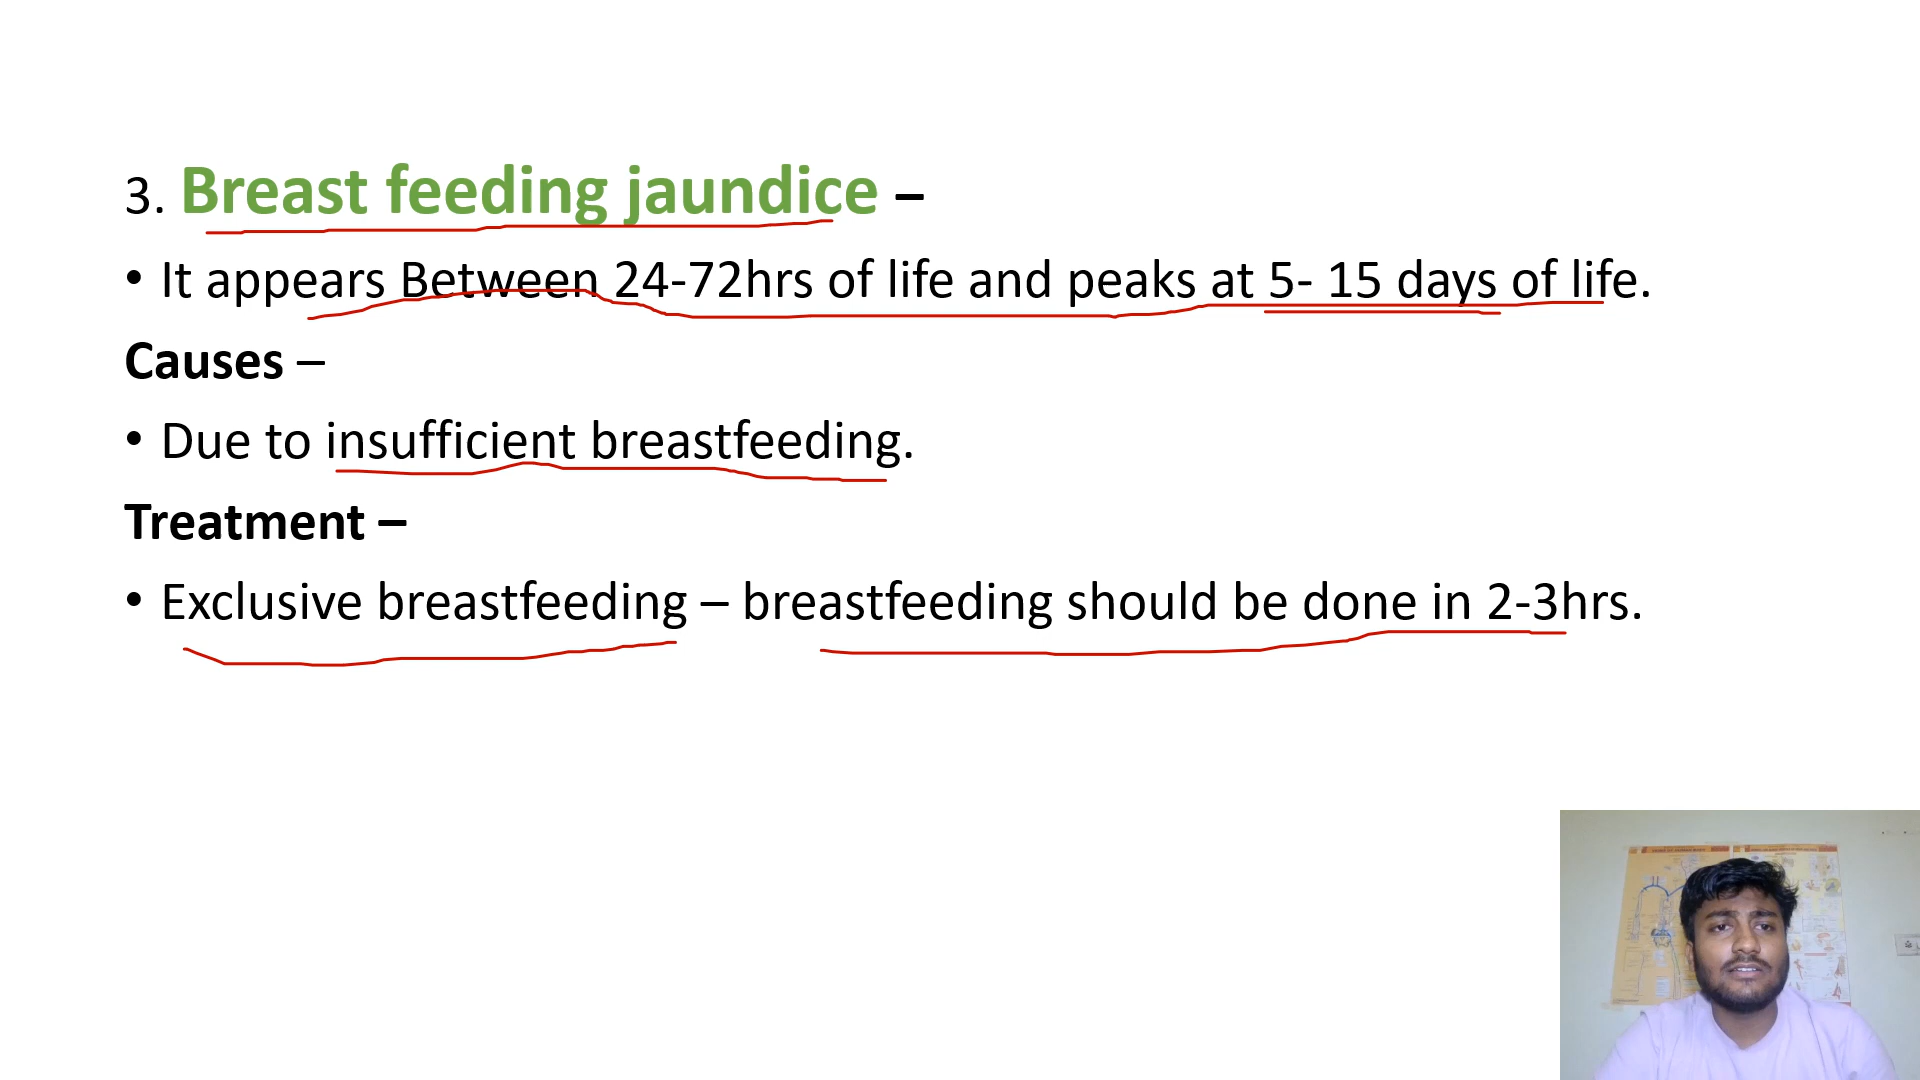 3. Breast feeding jaundice –
• It appears Between 24-72hrs of life and peaks at 5- 15 days of life.
Causes –
• Due to insufficient breastfeeding.
Treatment –
• Exclusive breastfeeding – breastfeeding should be done in 2-3hrs.